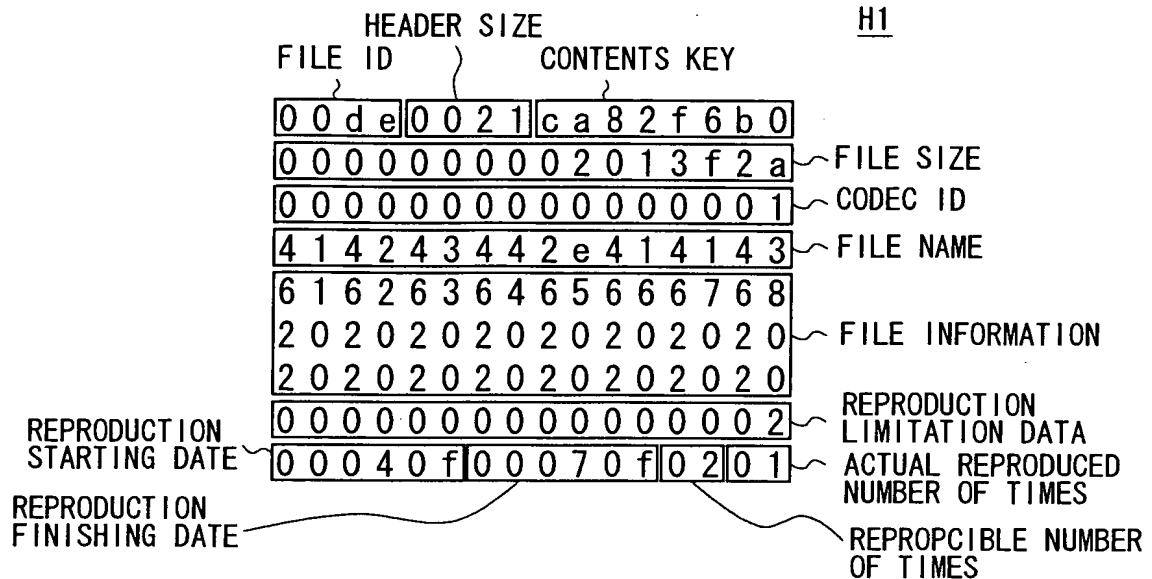 H1
HEADER SIZE
FILE ID
CONTENTS KEY
00de 0021 ca82f6b0
0000000002013f2a
FILE SIZE
0000000000000001
CODEC ID
414243442e414143
FILE NAME
6162636465666768
2020202020202020
FILE INFORMATION
2020202020202020
0000000000000002
REPRODUCTION
LIMITATION DATA
REPRODUCTION
STARTING DATE
00040f 00070f 02 01
ACTUAL REPRODUCED
NUMBER OF TIMES
REPRODUCTION
FINISHING DATE
REPROPCIBLE NUMBER
OF TIMES